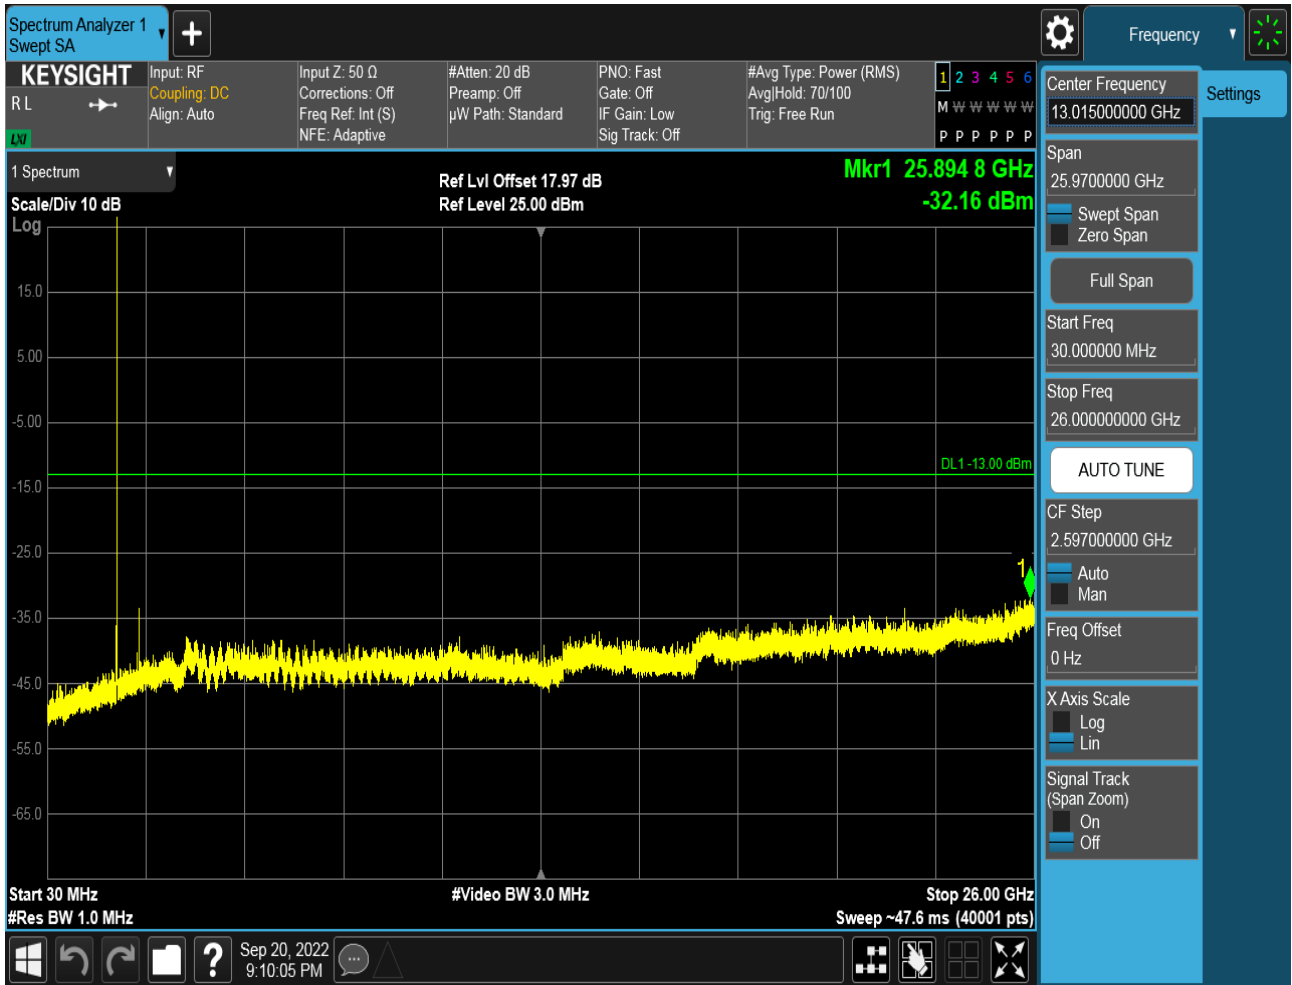 Spectrum Analyzer 1
Swept SA
Frequency
KEYSIGHT
R L
LXI
Input: RF
Coupling: DC
Align: Auto
Input Z: 50 Ω
Corrections: Off
Freq Ref: Int (S)
NFE: Adaptive
#Atten: 20 dB
Preamp: Off
µW Path: Standard
PNO: Fast
Gate: Off
IF Gain: Low
Sig Track: Off
#Avg Type: Power (RMS)
Avg|Hold: 70/100
Trig: Free Run
1 2 3 4 5 6
M W W W W W
P P P P P P
1 Spectrum
Scale/Div 10 dB
Log
Ref Lvl Offset 17.97 dB
Ref Level 25.00 dBm
Mkr1 25.894 8 GHz
-32.16 dBm
15.0
5.00
-5.00
-15.0
-25.0
-35.0
-45.0
-55.0
-65.0
DL1 -13.00 dBm
1
Start 30 MHz
#Res BW 1.0 MHz
#Video BW 3.0 MHz
Stop 26.00 GHz
Sweep ~47.6 ms (40001 pts)
Center Frequency
13.015000000 GHz
Settings
Span
25.9700000 GHz
Swept Span
Zero Span
Full Span
Start Freq
30.000000 MHz
Stop Freq
26.000000000 GHz
AUTO TUNE
CF Step
2.597000000 GHz
Auto
Man
Freq Offset
0 Hz
X Axis Scale
Log
Lin
Signal Track
(Span Zoom)
On
Off
?
Sep 20, 2022
9:10:05 PM